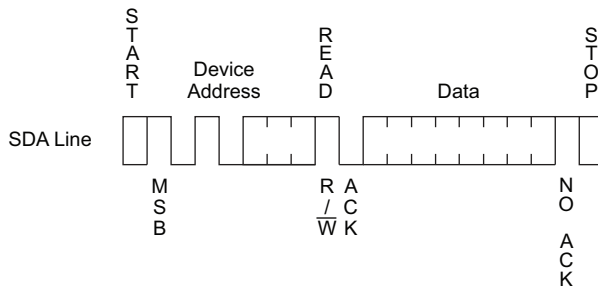 START
READ
STOP
Device
Address
Data
SDA Line
MSB
R/W
ACK
NO ACK